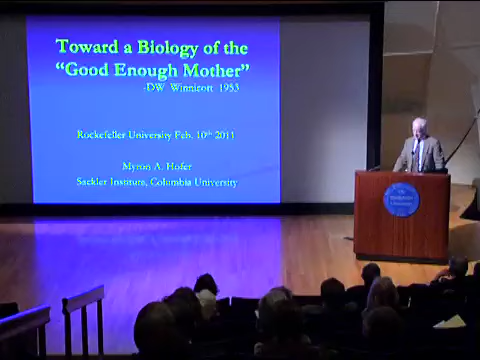 Toward a Biology of the
“Good Enough Mother”
-DW Winnicott 1953
Rockefeller University Feb. 10th 2011
Myron A. Hofer
Sackler Institute, Columbia University